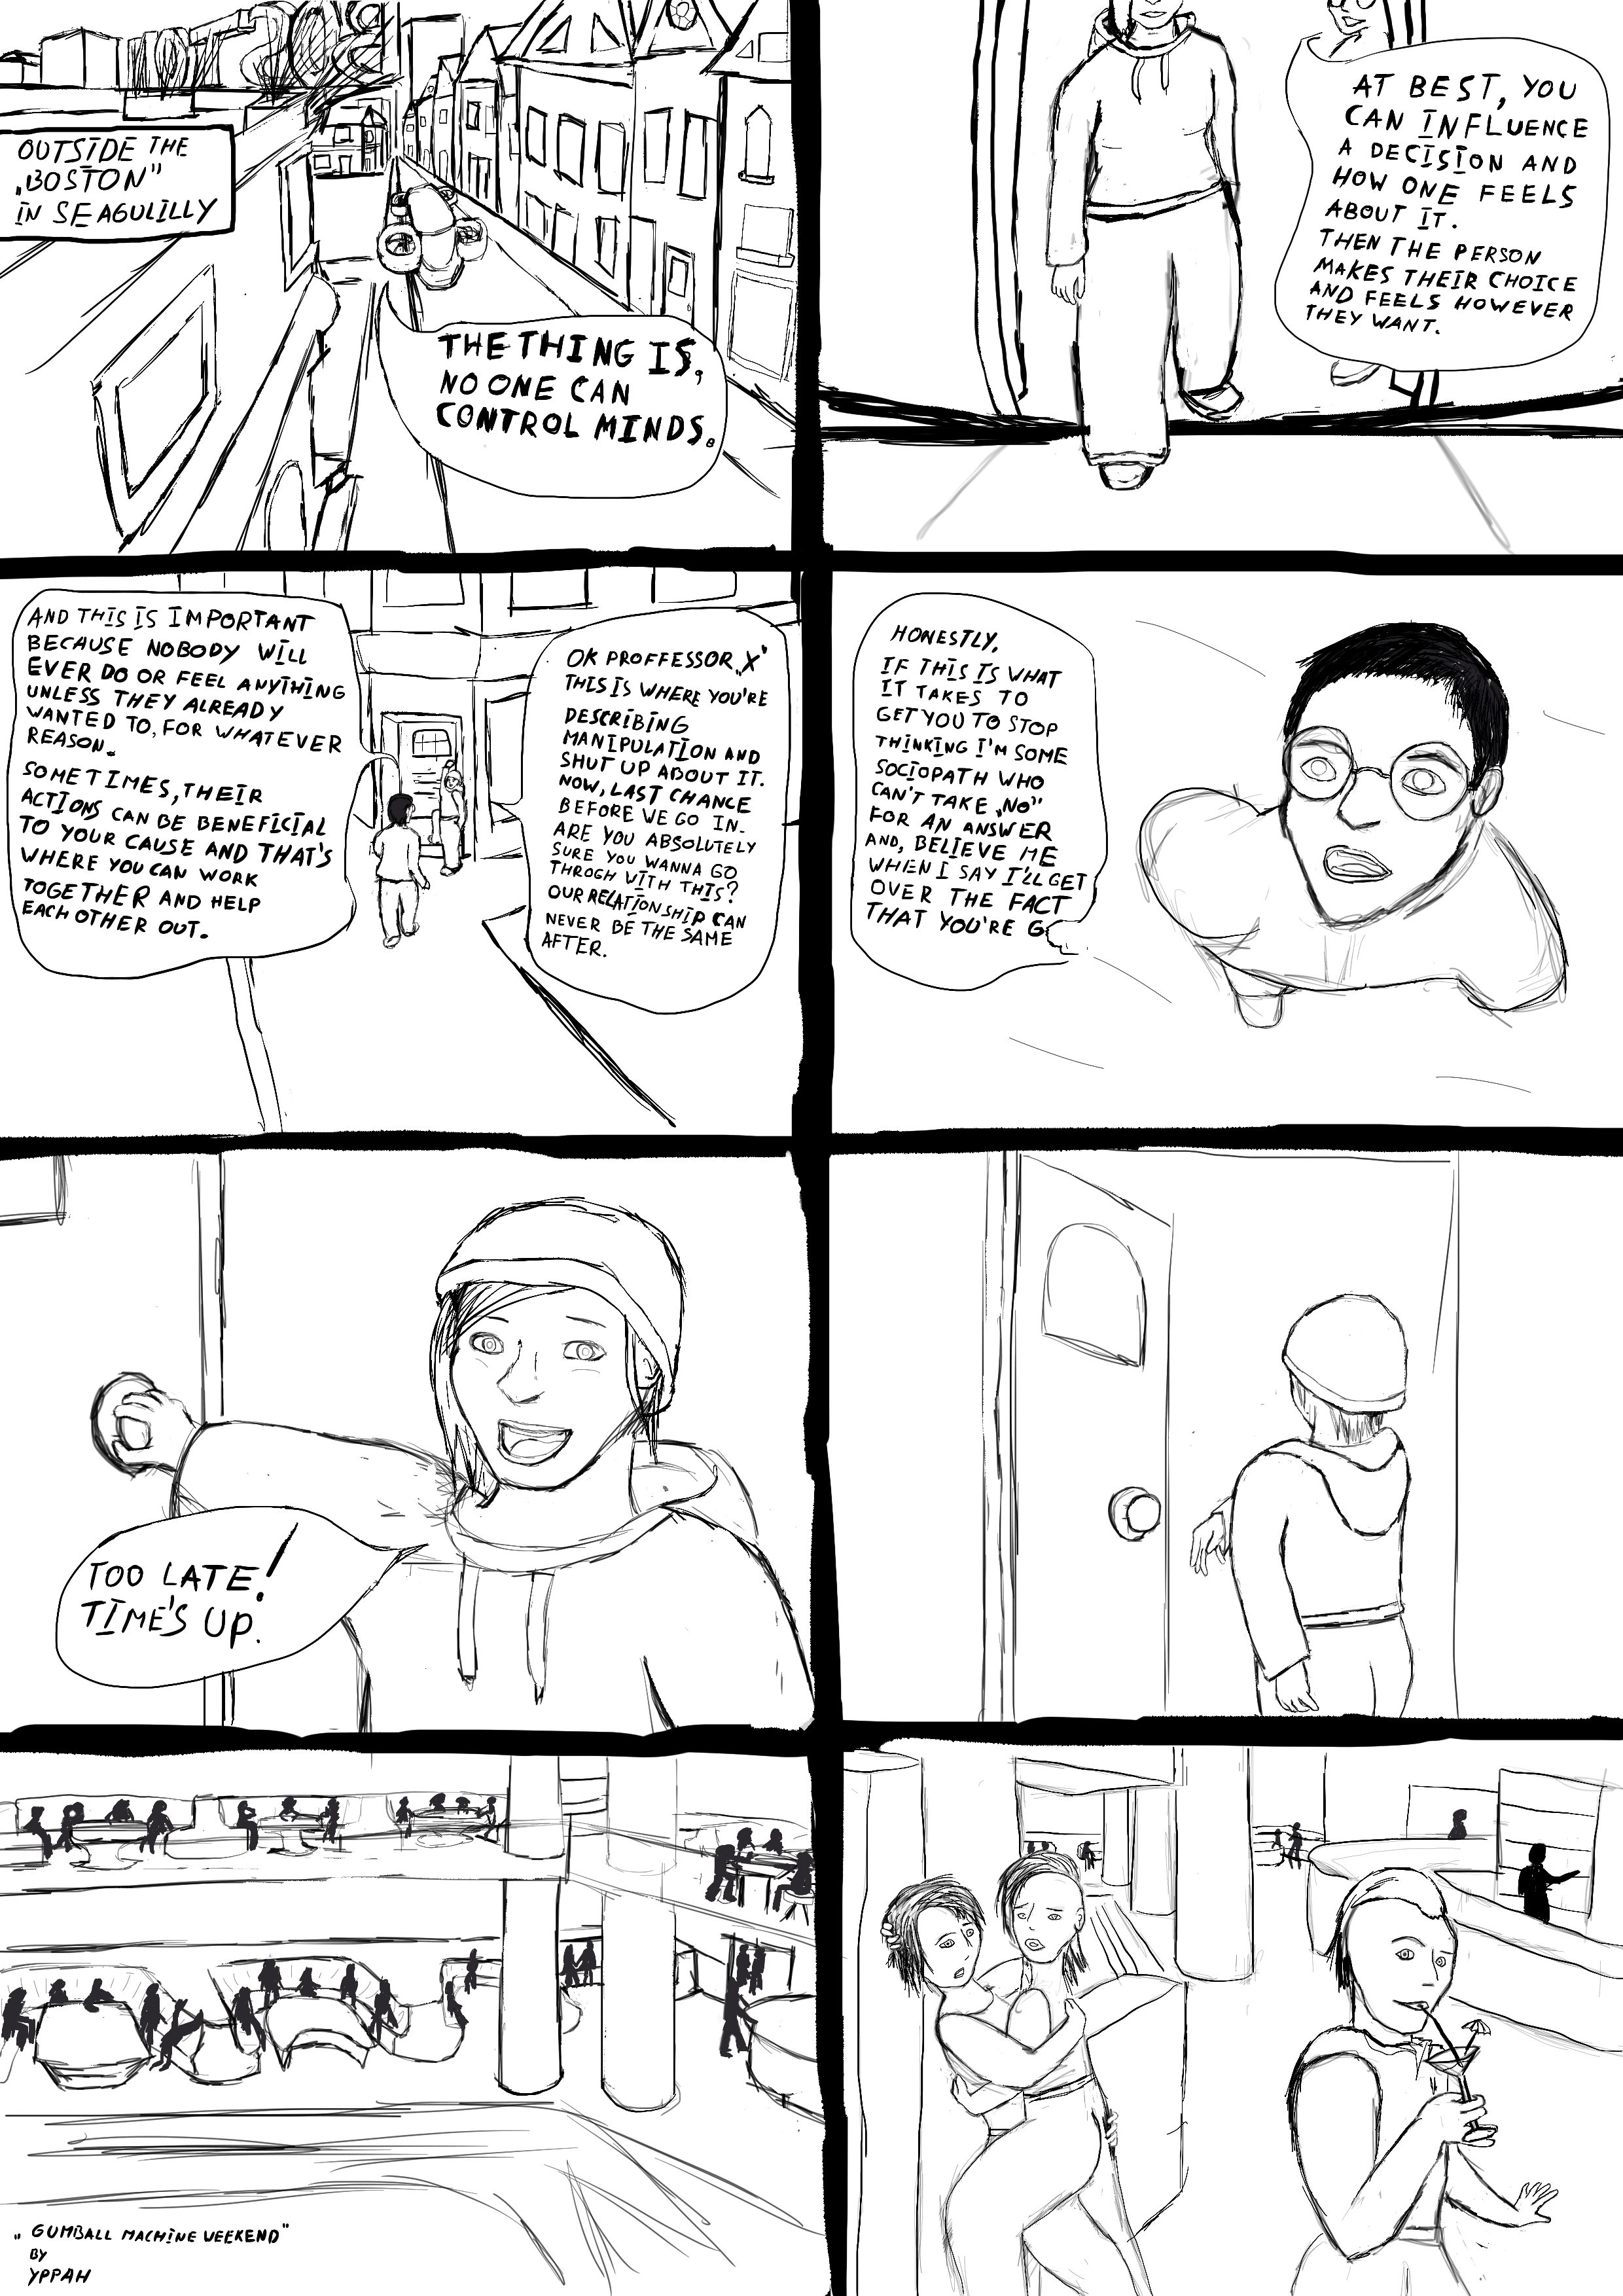 BOSTON
OUTSIDE THE
„BOSTON"
IN SEAGULILLY
THE THING IS,
NO ONE CAN
CONTROL MINDS.
AT BEST, YOU
CAN INFLUENCE
A DECISION AND
HOW ONE FEELS
ABOUT IT.
THEN THE PERSON
MAKES THEIR CHOICE
AND FEELS HOWEVER
THEY WANT.
AND THIS IS IMPORTANT
BECAUSE NOBODY WILL
EVER DO OR FEEL ANYTHING
UNLESS THEY ALREADY
WANTED TO, FOR WHATEVER
REASON.
SOMETIMES, THEIR
ACTIONS CAN BE BENEFICIAL
TO YOUR CAUSE AND THAT'S
WHERE YOU CAN WORK
TOGETHER AND HELP
EACH OTHER OUT.
OK PROFFESSOR „X"
THIS IS WHERE YOU'RE
DESCRIBING
MANIPULATION AND
SHUT UP ABOUT IT.
NOW, LAST CHANCE
BEFORE WE GO IN.
ARE YOU ABSOLUTELY
SURE YOU WANNA GO
THROGH WITH THIS?
OUR RELATIONSHIP CAN
NEVER BE THE SAME
AFTER.
HONESTLY,
IF THIS IS WHAT
IT TAKES TO
GET YOU TO STOP
THINKING I'M SOME
SOCIOPATH WHO
CAN'T TAKE „NO"
FOR AN ANSWER
AND, BELIEVE ME
WHEN I SAY I'LL GET
OVER THE FACT
THAT YOU'RE G
TOO LATE!
TIME'S UP.
„GUMBALL MACHINE WEEKEND"
BY
YPPAH